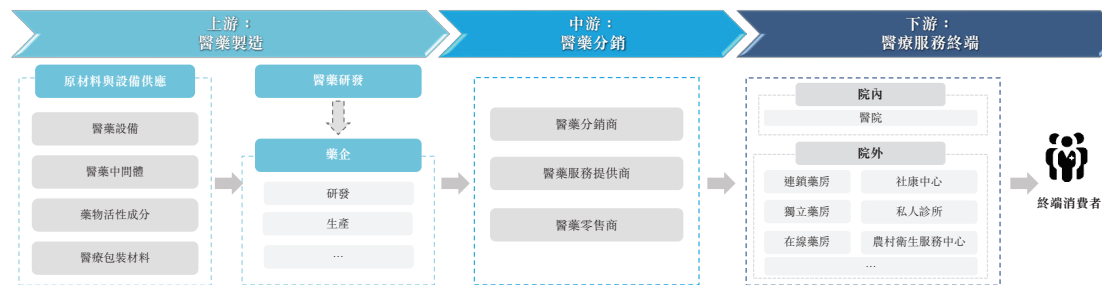 上游：
醫藥製造
中游：
醫藥分銷
下游：
醫療服務終端
原材料與設備供應
醫藥設備
醫藥中間體
藥物活性成分
醫療包裝材料
醫藥研發
藥企
研發
生產
...
醫藥分銷商
醫藥服務提供商
醫藥零售商
院內
醫院
院外
連鎖藥房
社康中心
獨立藥房
私人診所
在線藥房
農村衛生服務中心
...
終端消費者